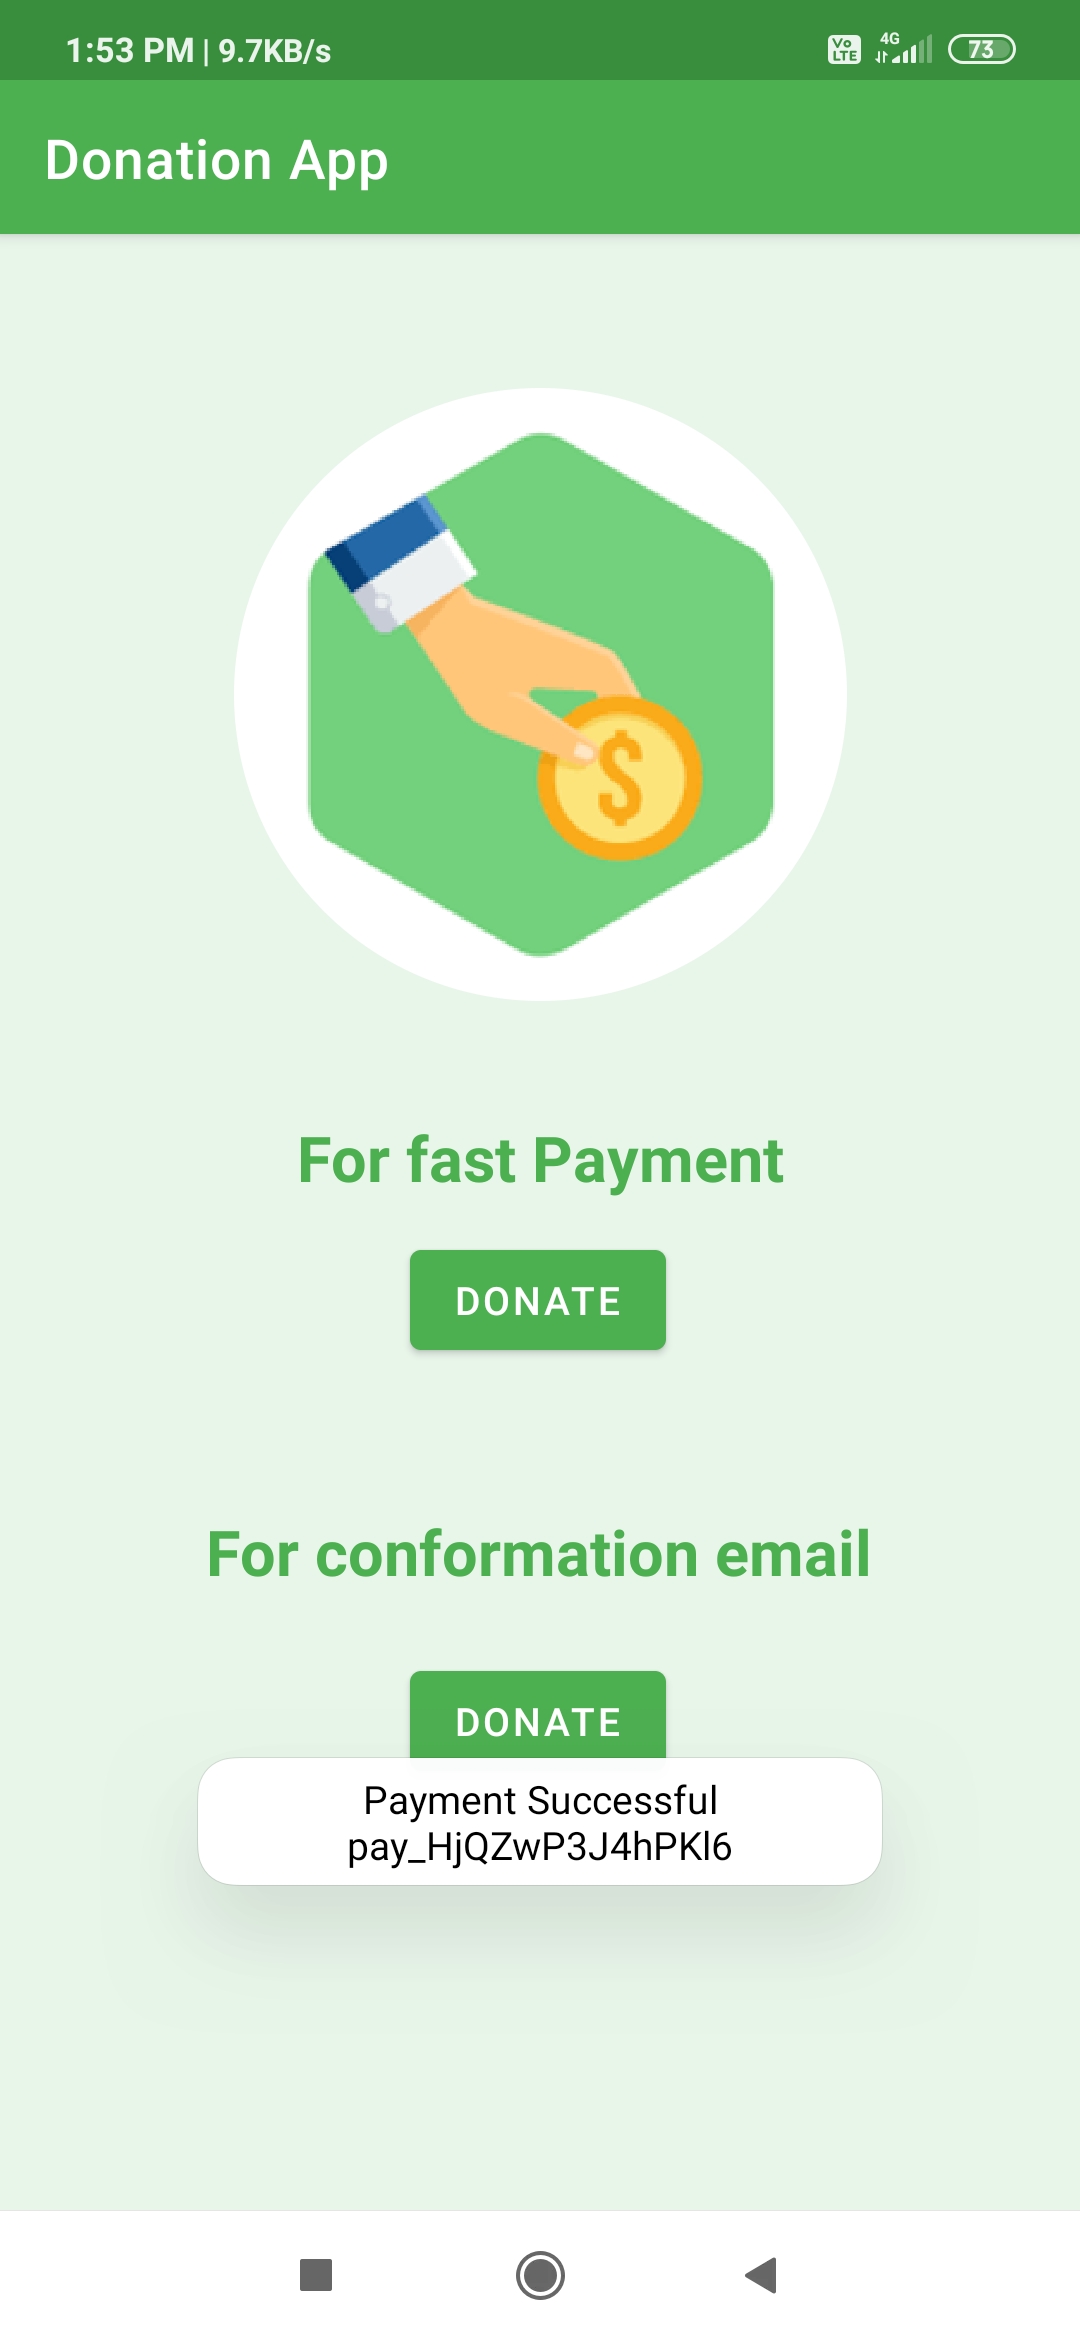 1:53 PM | 9.7KB/s
Vo LTE 4G 73
Donation App
$
For fast Payment
DONATE
For conformation email
DONATE
Payment Successful
pay_HjQZwP3J4hPKl6